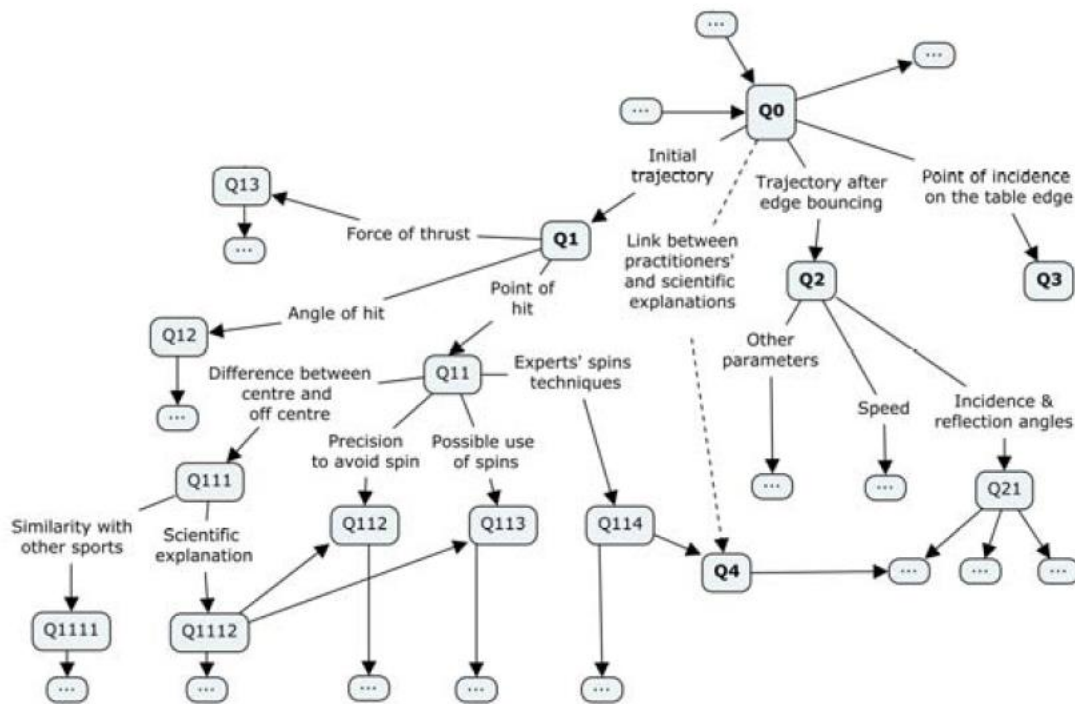 ...
...
...
Q0
Initial
trajectory
Trajectory after
edge bouncing
Point of incidence
on the table edge
Q13
...
Force of thrust
Q1
Link between
practitioners'
and scientific
explanations
Q2
Q3
Angle of hit
Point of
hit
Q12
...
Difference between
centre and
off centre
Q11
Experts' spins
techniques
Other
parameters
Speed
Incidence &
reflection angles
Precision
to avoid spin
Possible use
of spins
Q111
...
...
Q21
Similarity with
other sports
Scientific
explanation
Q112
Q113
Q114
Q4
...
...
...
Q1111
Q1112
...
...
...
...
...